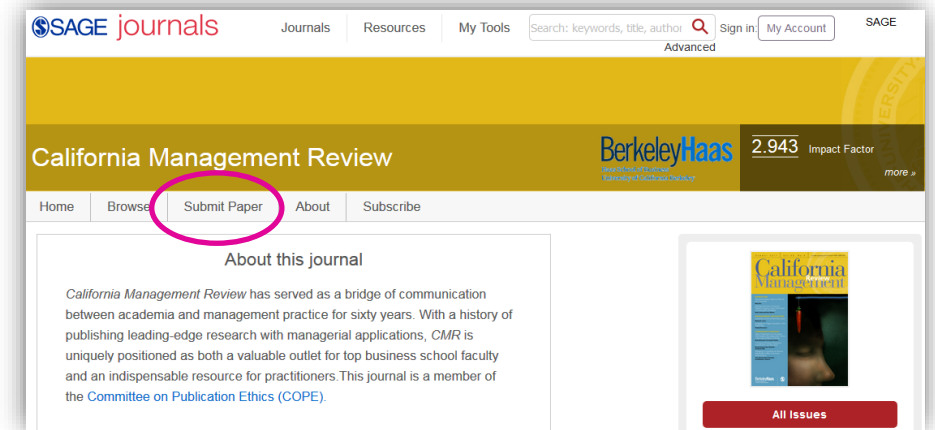 SAGE journals
Journals
Resources
My Tools
Search: keywords, title, author
Advanced
Sign in:
My Account
SAGE
California Management Review
BerkeleyHaas
2.943 Impact Factor
more »
Home
Browse
Submit Paper
About
Subscribe
About this journal
California Management Review has served as a bridge of communication
between academia and management practice for sixty years. With a history of
publishing leading-edge research with managerial applications, CMR is
uniquely positioned as both a valuable outlet for top business school faculty
and an indispensable resource for practitioners.This journal is a member of
the Committee on Publication Ethics (COPE).
California
Management
All Issues